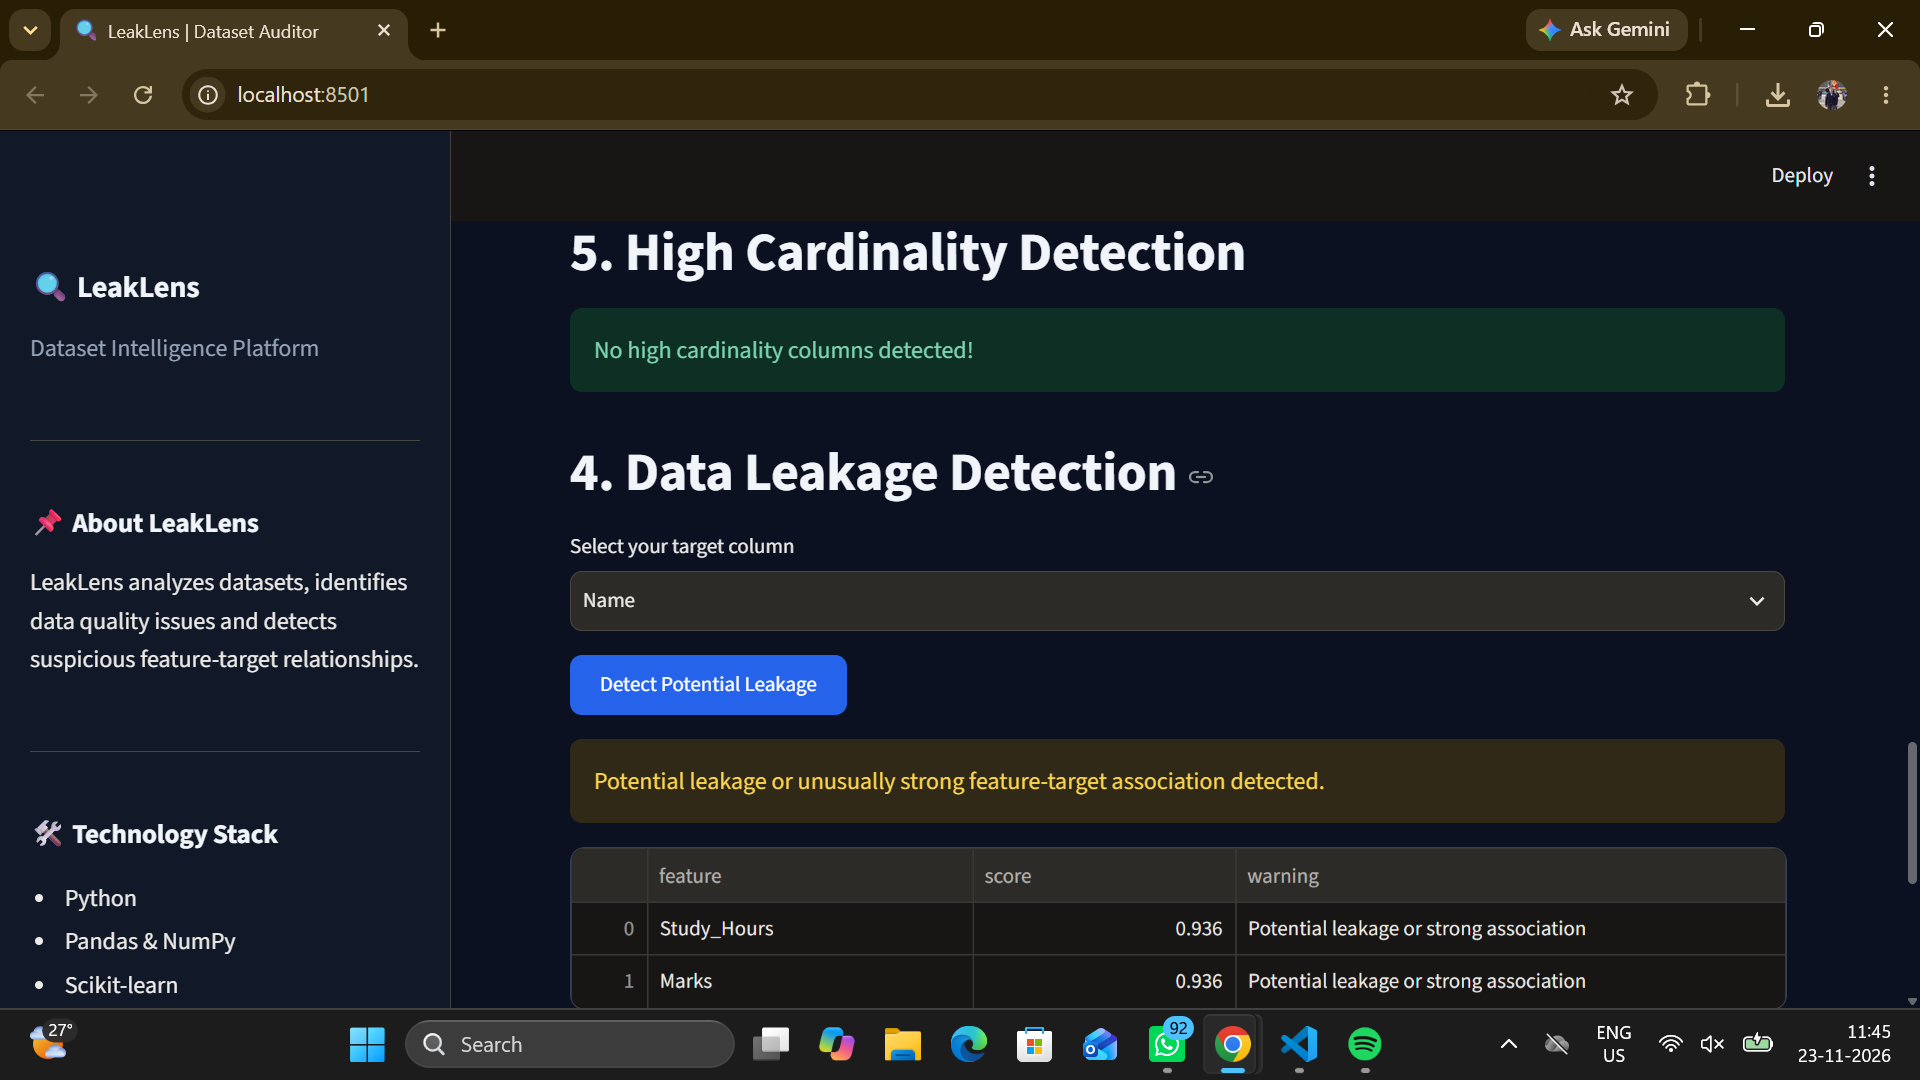 LeakLens | Dataset Auditor
Ask Gemini
localhost:8501
Deploy
LeakLens
Dataset Intelligence Platform
About LeakLens
LeakLens analyzes datasets, identifies
data quality issues and detects
suspicious feature-target relationships.
Technology Stack
Python
Pandas & NumPy
Scikit-learn
5. High Cardinality Detection
No high cardinality columns detected!
4. Data Leakage Detection
Select your target column
Name
Detect Potential Leakage
Potential leakage or unusually strong feature-target association detected.
feature score warning
0 Study_Hours 0.936 Potential leakage or strong association
1 Marks 0.936 Potential leakage or strong association
27°
Search
92
ENG
US
11:45
23-11-2026